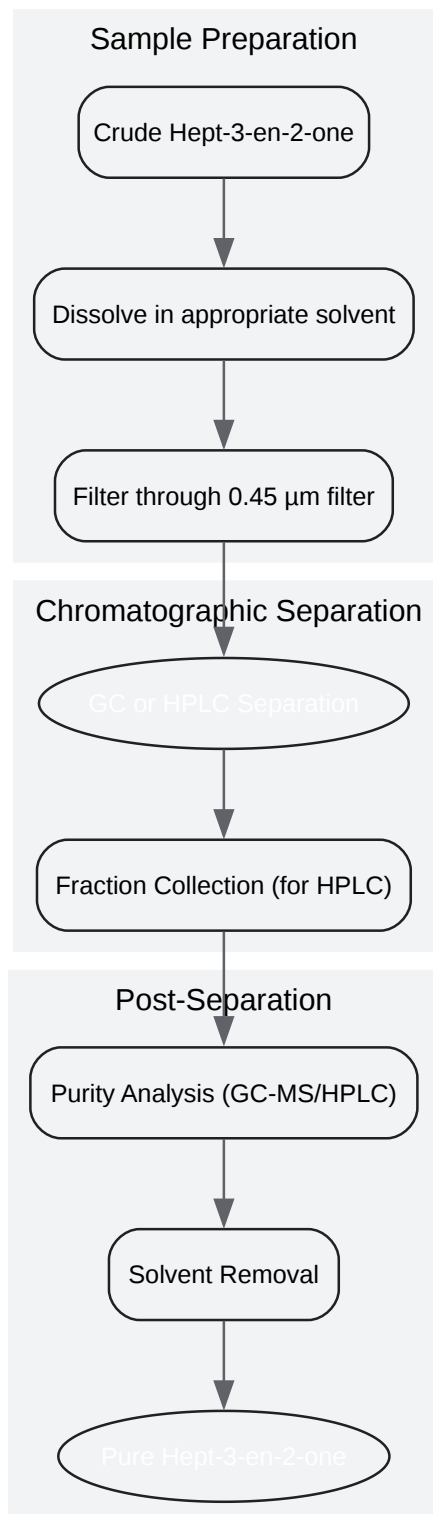 Sample Preparation
Crude Hept-3-en-2-one
Dissolve in appropriate solvent
Filter through 0.45 µm filter
Chromatographic Separation
GC or HPLC Separation
Fraction Collection (for HPLC)
Post-Separation
Purity Analysis (GC-MS/HPLC)
Solvent Removal
Pure Hept-3-en-2-one